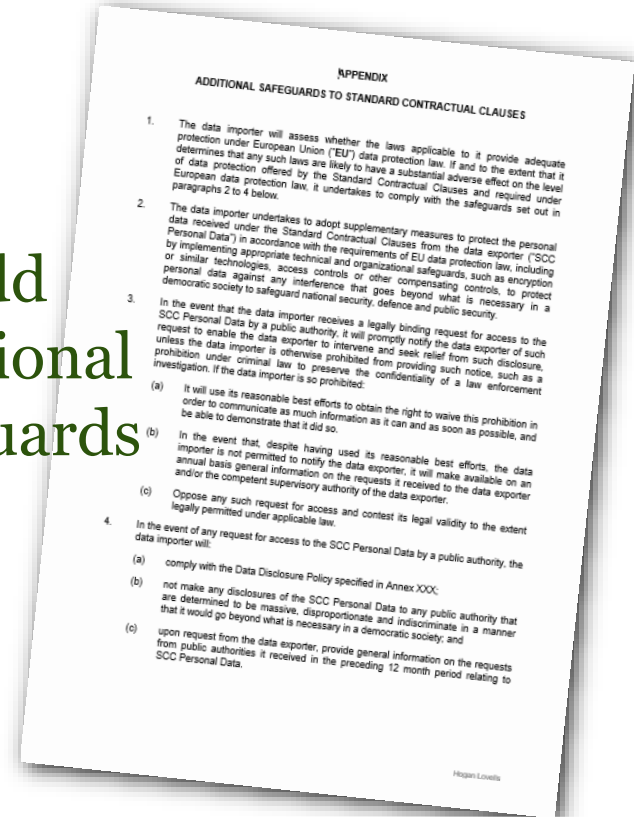 ld
ional
uards
APPENDIX
ADDITIONAL SAFEGUARDS TO STANDARD CONTRACTUAL CLAUSES
1. The data importer will assess whether the laws applicable to it provide adequate
protection under European Union ("EU") data protection law. If and to the extent that it
determines that any such laws are likely to have a substantial adverse effect on the level
of data protection offered by the Standard Contractual Clauses and required under
European data protection law, it undertakes to comply with the safeguards set out in
paragraphs 2 to 4 below.
2. The data importer undertakes to adopt supplementary measures to protect the personal
data received under the Standard Contractual Clauses from the data exporter ("SCC
Personal Data") in accordance with the requirements of EU data protection law, including
by implementing appropriate technical and organizational safeguards, such as encryption
or similar technologies, access controls or other compensating controls, to protect
personal data against any interference that goes beyond what is necessary in a
democratic society to safeguard national security, defence and public security.
3. In the event that the data importer receives a legally binding request for access to the
SCC Personal Data by a public authority, it will promptly notify the data exporter of such
request to enable the data exporter to intervene and seek relief from such disclosure,
unless the data importer is otherwise prohibited from providing such notice, such as a
prohibition under criminal law to preserve the confidentiality of a law enforcement
investigation. If the data importer is so prohibited:
(a) It will use its reasonable best efforts to obtain the right to waive this prohibition in
order to communicate as much information as it can and as soon as possible, and
be able to demonstrate that it did so.
(b) In the event that, despite having used its reasonable best efforts, the data
importer is not permitted to notify the data exporter, it will make available on an
annual basis general information on the requests it received to the data exporter
and/or the competent supervisory authority of the data exporter.
(c) Oppose any such request for access and contest its legal validity to the extent
legally permitted under applicable law.
4. In the event of any request for access to the SCC Personal Data by a public authority, the
data importer will:
(a) comply with the Data Disclosure Policy specified in Annex XXX;
(b) not make any disclosures of the SCC Personal Data to any public authority that
are determined to be massive, disproportionate and indiscriminate in a manner
that it would go beyond what is necessary in a democratic society; and
(c) upon request from the data exporter, provide general information on the requests
from public authorities it received in the preceding 12 month period relating to
SCC Personal Data.
Hogan Lovells